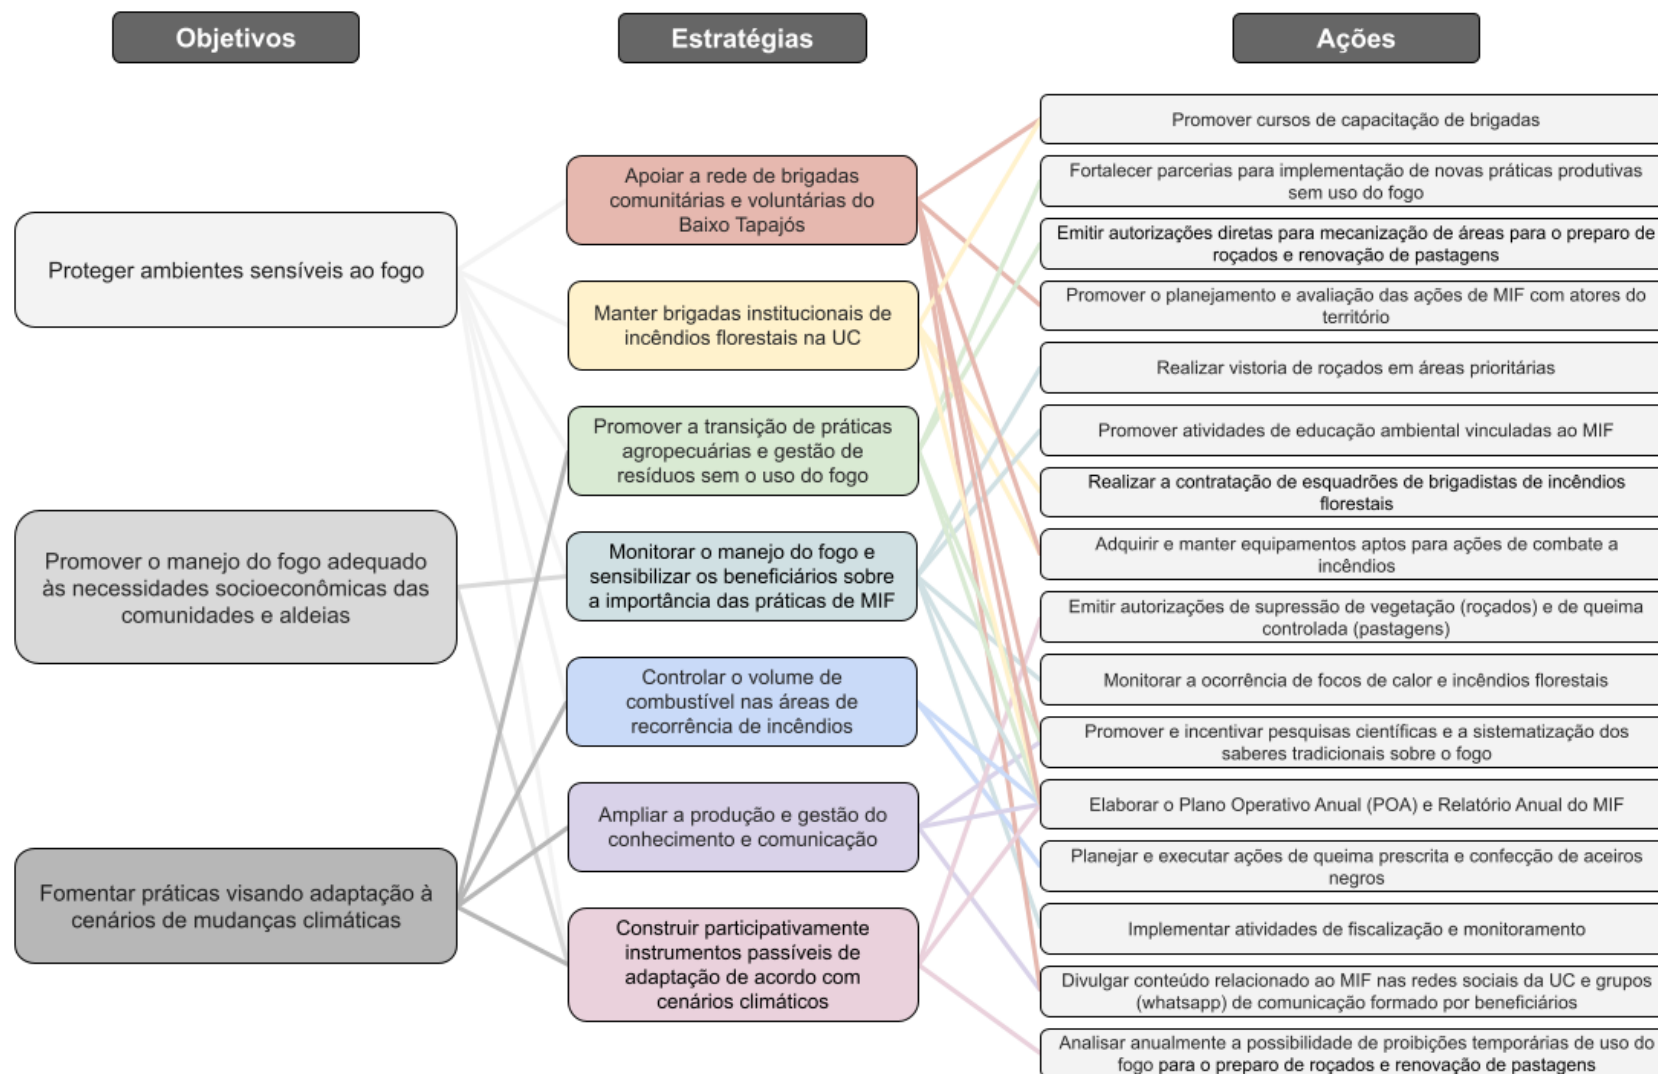 Objetivos
Estratégias
Ações
Proteger ambientes sensíveis ao fogo
Promover o manejo do fogo adequado
às necessidades socioeconômicas das
comunidades e aldeias
Fomentar práticas visando adaptação à
cenários de mudanças climáticas
Apoiar a rede de brigadas
comunitárias e voluntárias do
Baixo Tapajós
Manter brigadas institucionais de
incêndios florestais na UC
Promover a transição de práticas
agropecuárias e gestão de
resíduos sem o uso do fogo
Monitorar o manejo do fogo e
sensibilizar os beneficiários sobre
a importância das práticas de MIF
Controlar o volume de
combustível nas áreas de
recorrência de incêndios
Ampliar a produção e gestão do
conhecimento e comunicação
Construir participativamente
instrumentos passíveis de
adaptação de acordo com
cenários climáticos
Promover cursos de capacitação de brigadas
Fortalecer parcerias para implementação de novas práticas produtivas
sem uso do fogo
Emitir autorizações diretas para mecanização de áreas para o preparo de
roçados e renovação de pastagens
Promover o planejamento e avaliação das ações de MIF com atores do
território
Realizar vistoria de roçados em áreas prioritárias
Promover atividades de educação ambiental vinculadas ao MIF
Realizar a contratação de esquadrões de brigadistas de incêndios
florestais
Adquirir e manter equipamentos aptos para ações de combate a
incêndios
Emitir autorizações de supressão de vegetação (roçados) e de queima
controlada (pastagens)
Monitorar a ocorrência de focos de calor e incêndios florestais
Promover e incentivar pesquisas científicas e a sistematização dos
saberes tradicionais sobre o fogo
Elaborar o Plano Operativo Anual (POA) e Relatório Anual do MIF
Planejar e executar ações de queima prescrita e confecção de aceiros
negros
Implementar atividades de fiscalização e monitoramento
Divulgar conteúdo relacionado ao MIF nas redes sociais da UC e grupos
(whatsapp) de comunicação formado por beneficiários
Analisar anualmente a possibilidade de proibições temporárias de uso do
fogo para o preparo de roçados e renovação de pastagens